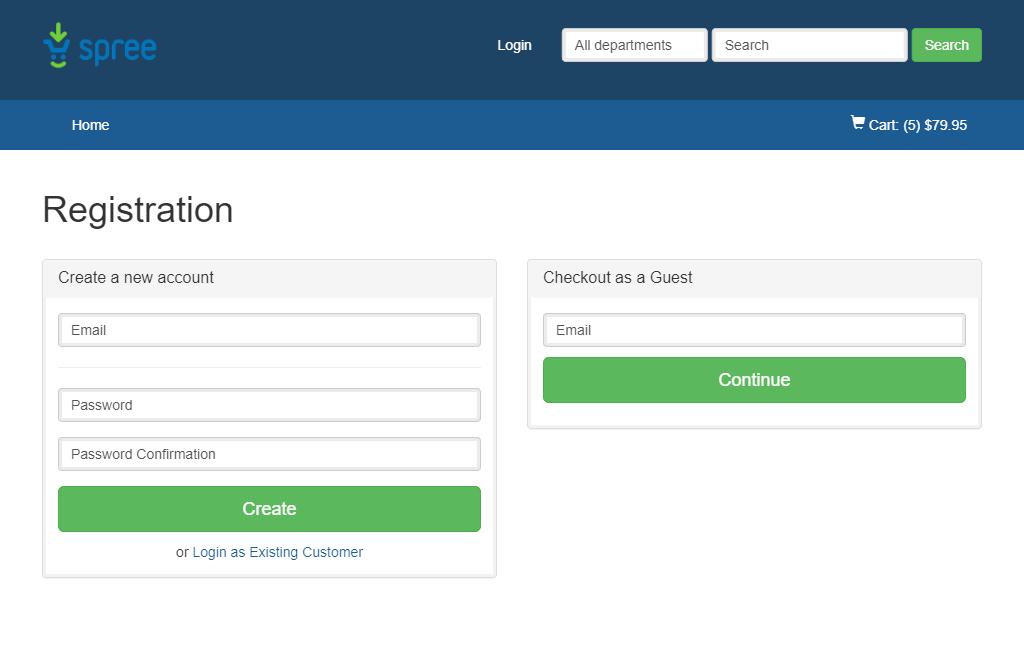 spree
Login
All departments
Search
Search
Home
Cart: (5) $79.95
Registration
Create a new account
Email
Password
Password Confirmation
Create
or Login as Existing Customer
Checkout as a Guest
Email
Continue